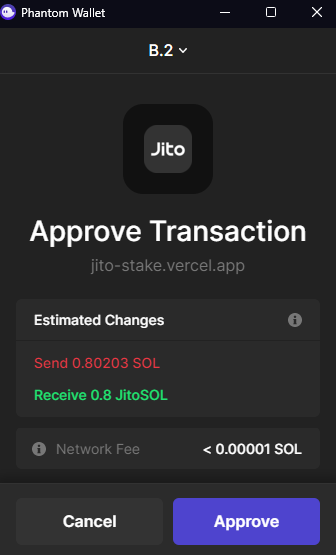 Phantom Wallet
B.2
Jito
Approve Transaction
jito-stake.vercel.app
Estimated Changes
Send 0.80203 SOL
Receive 0.8 JitoSOL
Network Fee < 0.00001 SOL
Cancel Approve